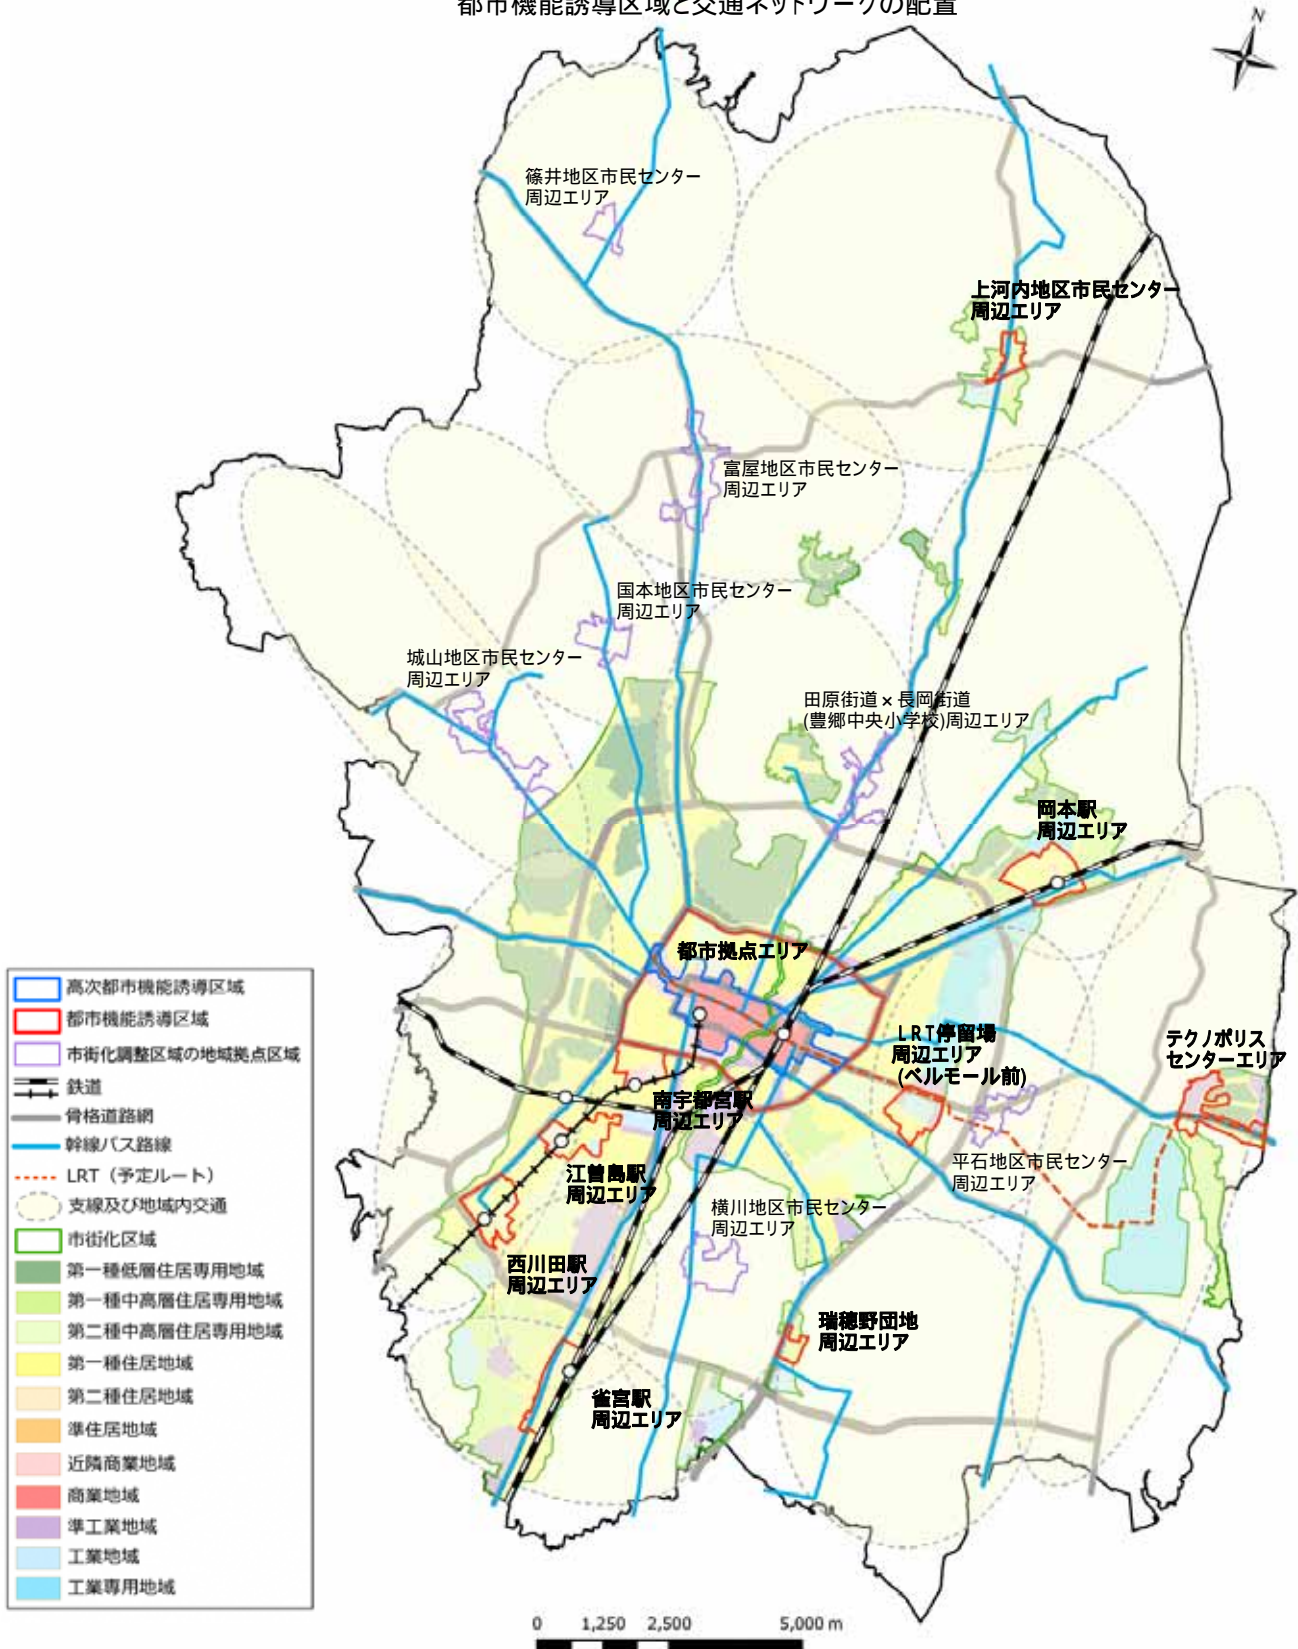 都市機能誘導区域と交通ネットワークの配置
N
篠井地区市民センター
周辺エリア
上河内地区市民センター
周辺エリア
富屋地区市民センター
周辺エリア
国本地区市民センター
周辺エリア
城山地区市民センター
周辺エリア
田原街道×長岡街道
(豊郷中央小学校)周辺エリア
岡本駅
周辺エリア
都市拠点エリア
LRT停留場
周辺エリア
(ベルモール前)
テクノポリス
センターエリア
南宇都宮駅
周辺エリア
平石地区市民センター
周辺エリア
江曽島駅
周辺エリア
横川地区市民センター
周辺エリア
西川田駅
周辺エリア
瑞穂野団地
周辺エリア
雀宮駅
周辺エリア
高次都市機能誘導区域
都市機能誘導区域
市街化調整区域の地域拠点区域
鉄道
骨格道路網
幹線バス路線
LRT（予定ルート）
支線及び地域内交通
市街化区域
第一種低層住居専用地域
第一種中高層住居専用地域
第二種中高層住居専用地域
第一種住居地域
第二種住居地域
準住居地域
近隣商業地域
商業地域
準工業地域
工業地域
工業専用地域
0 1,250 2,500 5,000 m